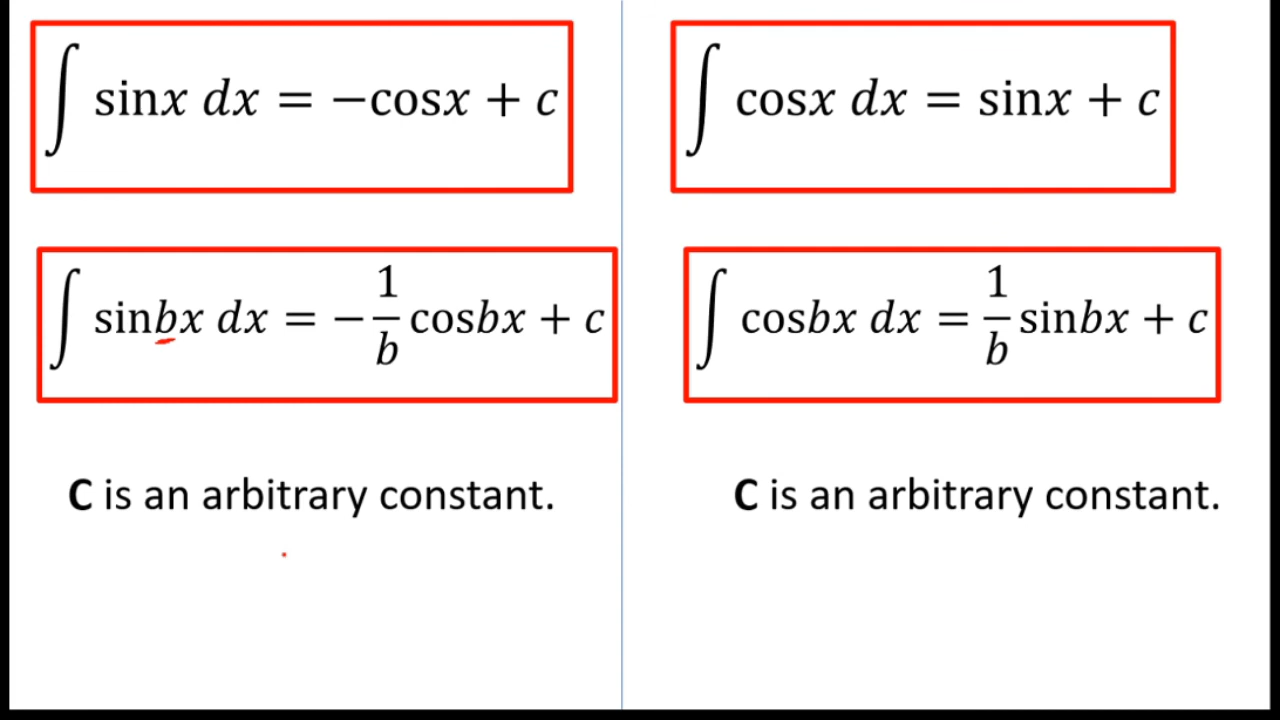 ∫ sinx dx = −cosx + c
∫ sinbx dx = −1/b cosbx + c
C is an arbitrary constant.
∫ cosx dx = sinx + c
∫ cosbx dx = 1/b sinbx + c
C is an arbitrary constant.